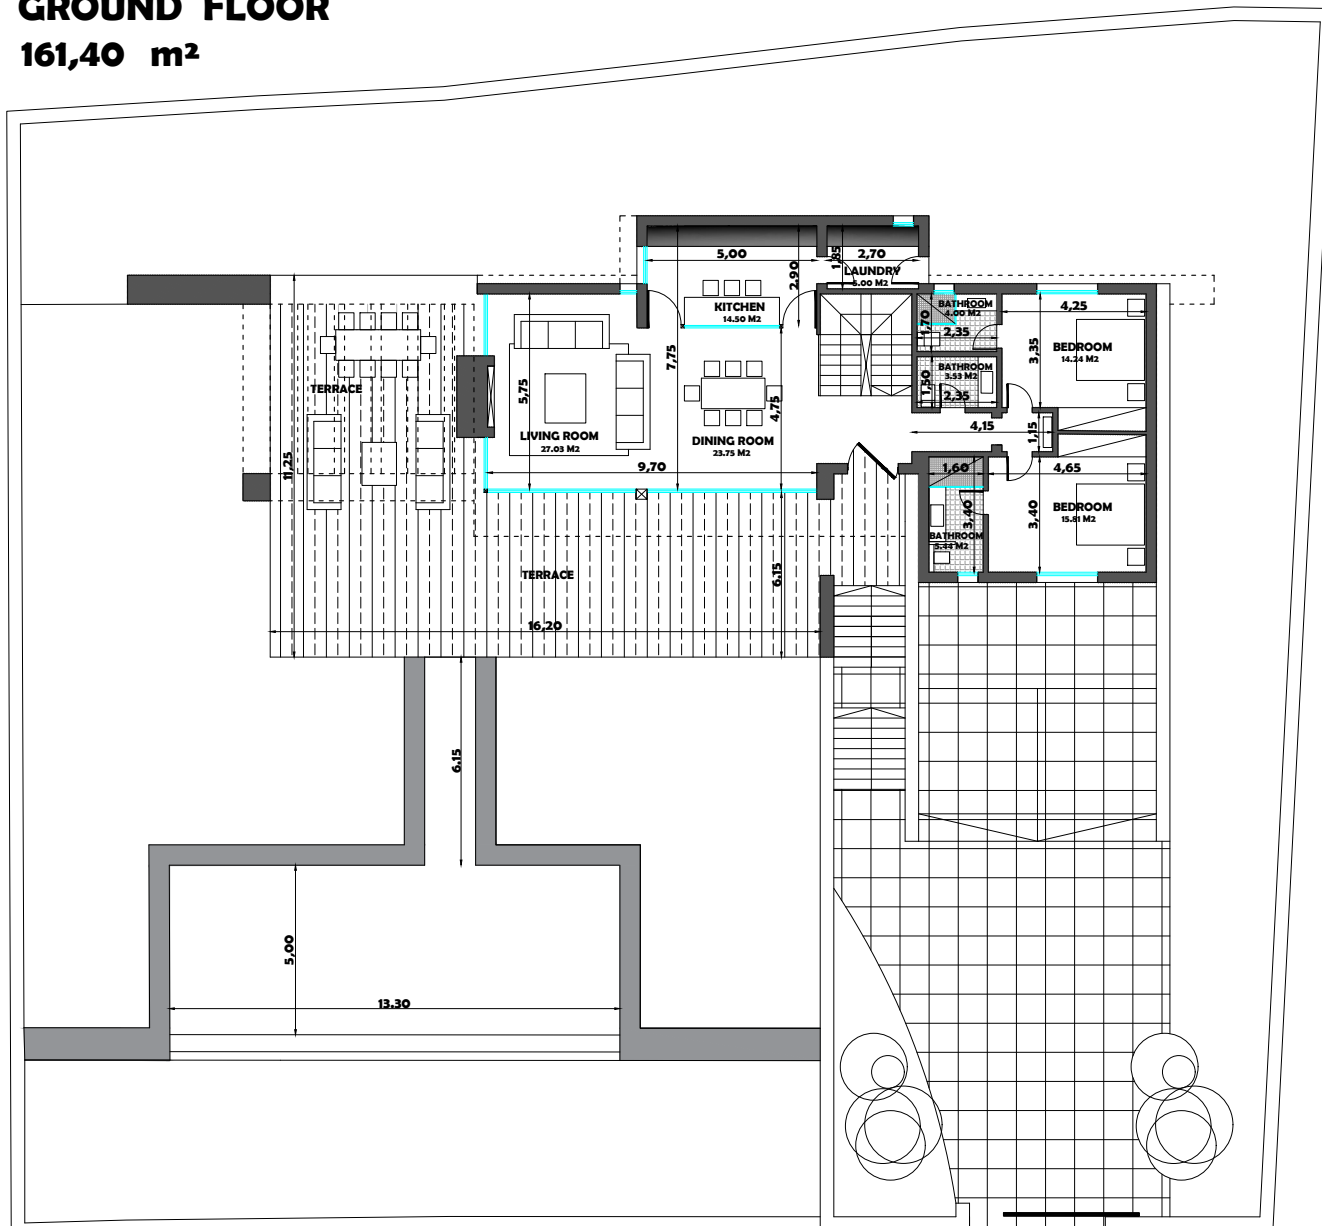 GROUND FLOOR
161,40 m²
5,00
2,90
1,85
2,70
LAUNDRY
5.00 M2
KITCHEN
14.50 M2
BATHROOM
4.00 M2
1,70
2,35
4,25
3,35
BEDROOM
14.24 M2
BATHROOM
3.53 M2
1,50
2,35
TERRACE
5,75
7,75
4,75
LIVING ROOM
27.03 M2
DINING ROOM
23.75 M2
4,15
1,15
11,25
9,70
1,60
4,65
3,40
3,40
BEDROOM
15.81 M2
BATHROOM
5.44 M2
TERRACE
6.15
16,20
6.15
5,00
13.30